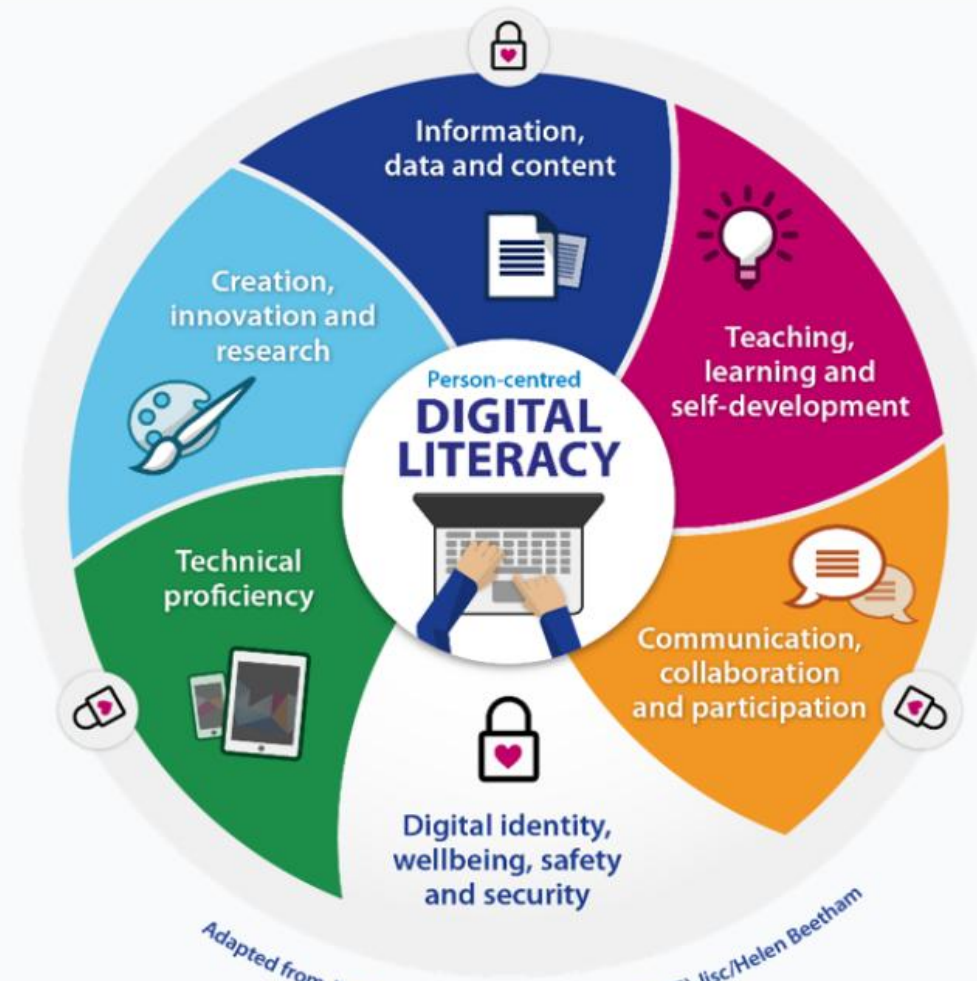 Information,
data and content
Teaching,
learning and
self-development
Communication,
collaboration
and participation
Digital identity,
wellbeing, safety
and security
Technical
proficiency
Creation,
innovation and
research
Person-centred
DIGITAL
LITERACY
Adapted from
Jisc/Helen Beetham